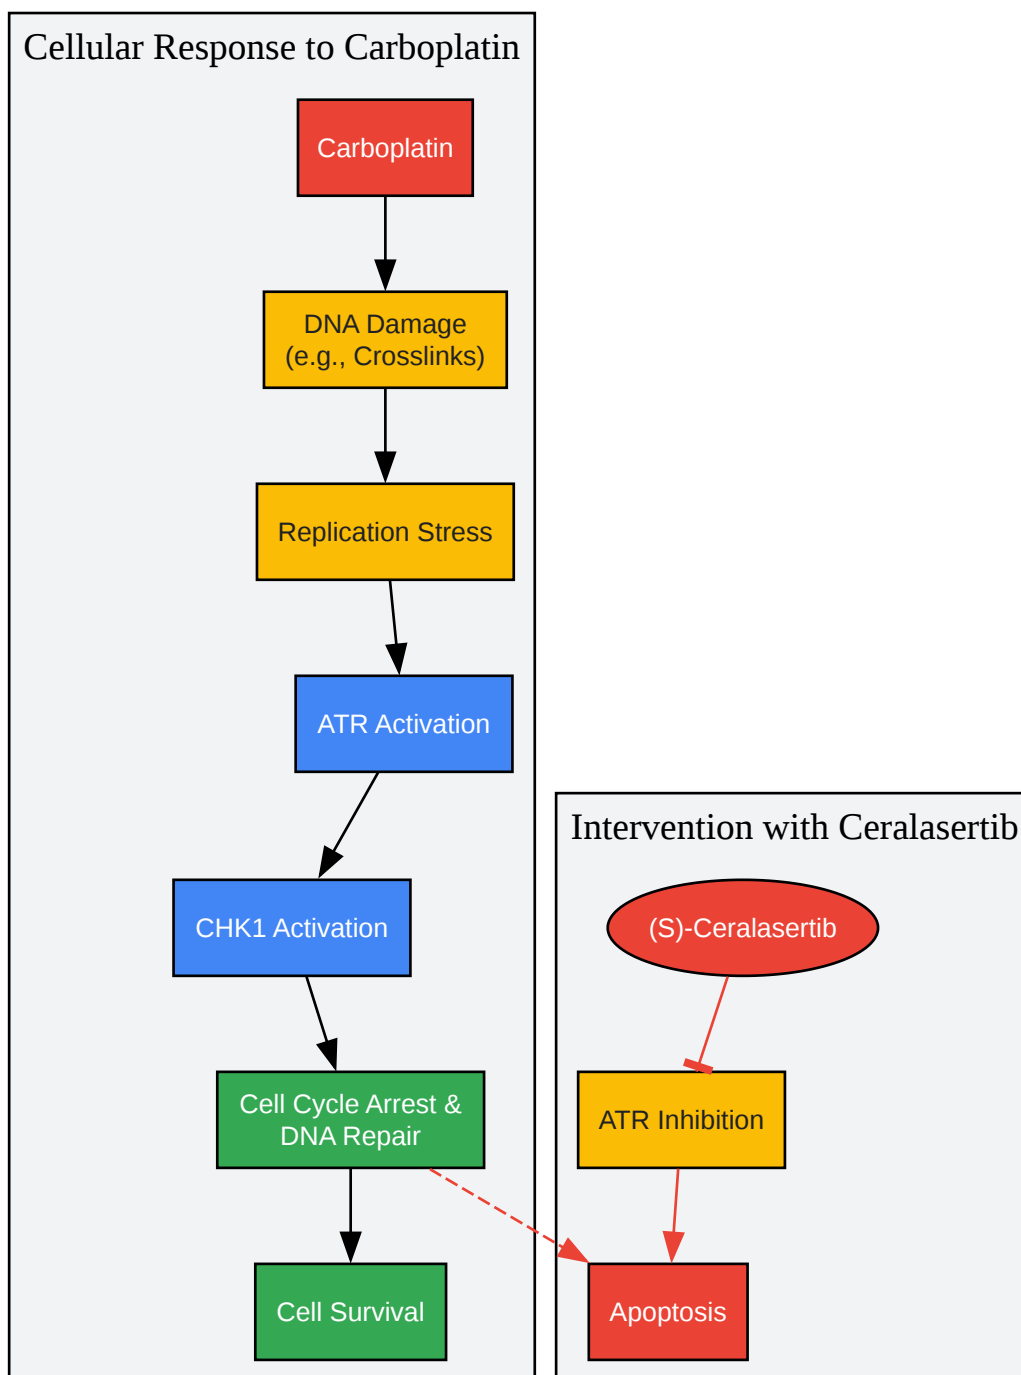 Cellular Response to Carboplatin
Carboplatin
DNA Damage
(e.g., Crosslinks)
Replication Stress
ATR Activation
CHK1 Activation
Cell Cycle Arrest &
DNA Repair
Cell Survival
Intervention with Ceralasertib
(S)-Ceralasertib
ATR Inhibition
Apoptosis